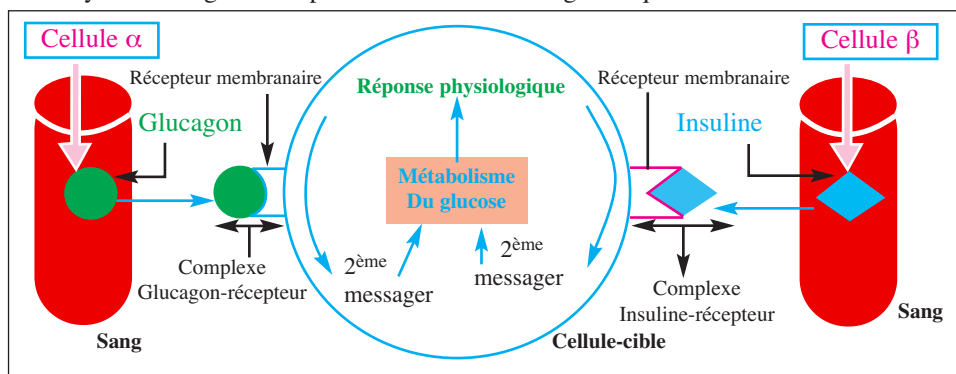 Cellule α
Cellule β
Récepteur membranaire
Récepteur membranaire
Réponse physiologique
Glucagon
Insuline
Métabolisme
Du glucose
2ème
messager
2ème
messager
Complexe
Glucagon-récepteur
Complexe
Insuline-récepteur
Sang
Sang
Cellule-cible